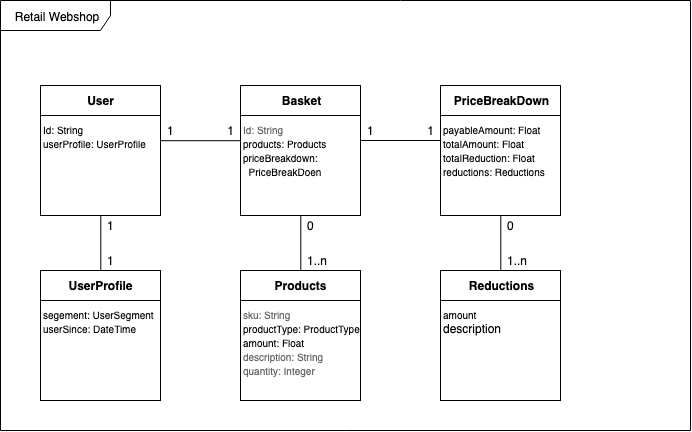 Retail Webshop
User
Id: String
userProfile: UserProfile
1
1
Basket
Id: String
products: Products
priceBreakdown:
PriceBreakDoen
1
1
PriceBreakDown
payableAmount: Float
totalAmount: Float
totalReduction: Float
reductions: Reductions
1
1
0
1..n
0
1..n
UserProfile
segement: UserSegment
userSince: DateTime
Products
sku: String
productType: ProductType
amount: Float
description: String
quantity: Integer
Reductions
amount
description